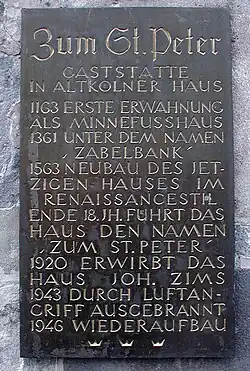 Zum St. Peter
GASTSTÄTTE
IN ALTKÖLNER HAUS
1163 ERSTE ERWÄHNUNG
ALS MINNEFUSSHAUS
1361 UNTER DEM NAMEN
„ZABELBANK“
1563 NEUBAU DES JET-
ZIGEN HAUSES IM
RENAISSANCESTIL
ENDE 18. JH. FÜHRT DAS
HAUS DEN NAMEN
„ZUM ST. PETER“
1920 ERWIRBT DAS
HAUS JOH. ZIMS
1943 DURCH LUFTAN-
GRIFF AUSGEBRANNT
1946 WIEDERAUFBAU